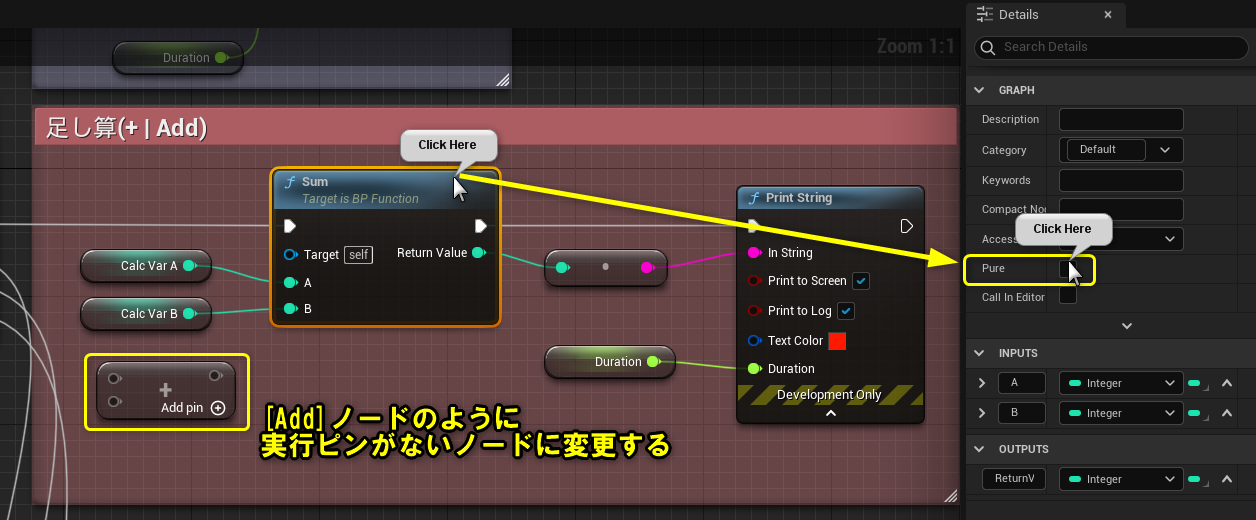 Details
Duration
Zoom 1:1
Search Details
GRAPH
足し算(+ | Add)
Description
Click Here
Category
Default
Sum
Target is BP Function
Print String
Keywords
Compact Noc
Click Here
Access
Target
self
Return Value
In String
Pure
Calc Var A
A
Print to Screen
Call In Editor
Calc Var B
B
Print to Log
Text Color
INPUTS
Duration
Duration
A
Integer
+
Add pin
Development Only
B
Integer
[Add]ノードのように
実行ピンがないノードに変更する
OUTPUTS
ReturnV
Integer